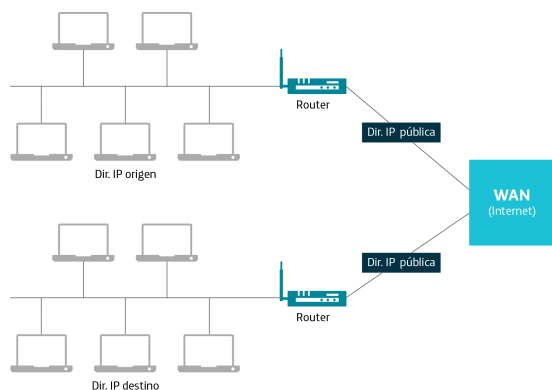 Router
Dir. IP pública
Dir. IP origen
WAN
(Internet)
Dir. IP pública
Router
Dir. IP destino